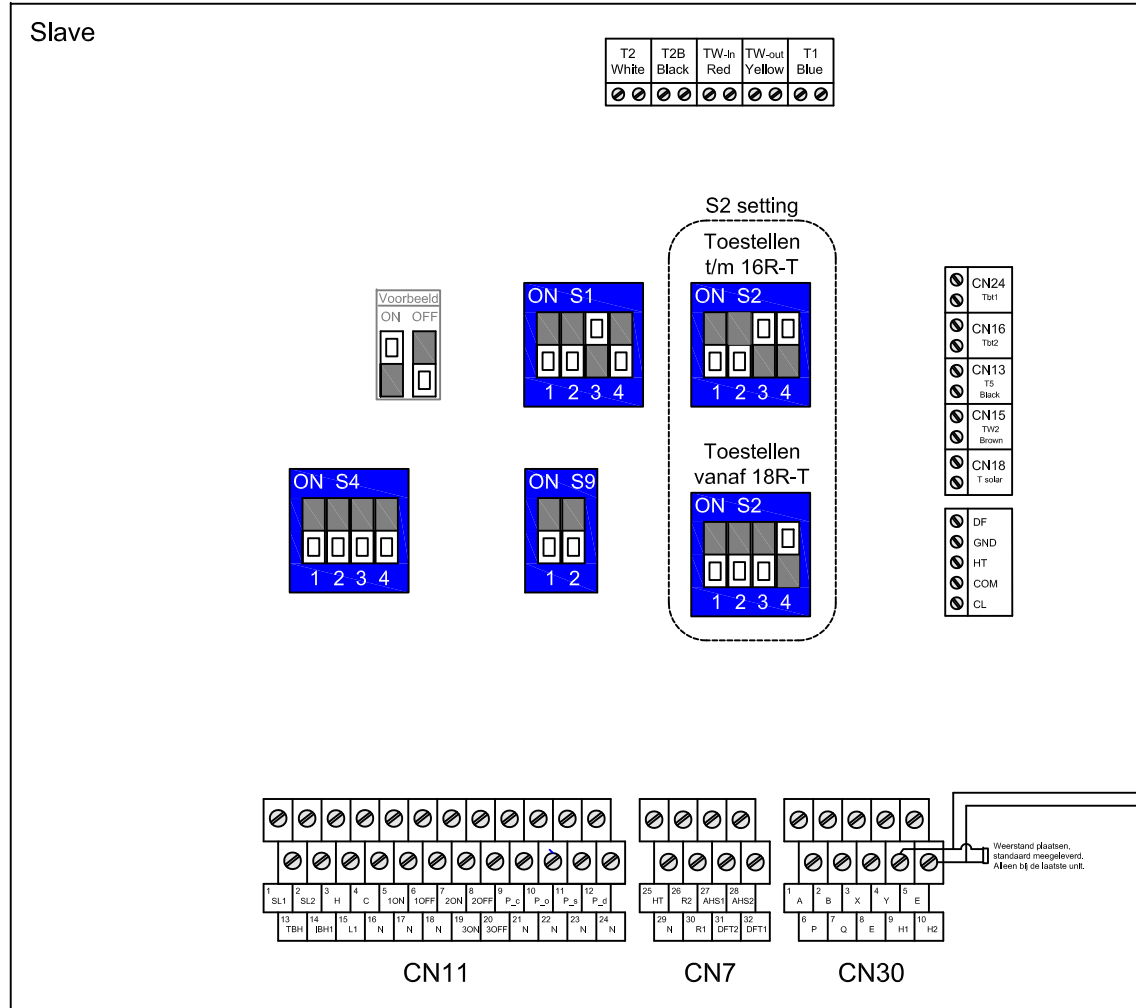 Slave
T2 T2B TW-In TW-out T1
White Black Red Yellow Blue
S2 setting
Toestellen
t/m 16R-T
Voorbeeld
ON OFF
ON S1
1 2 3 4
ON S2
1 2 3 4
CN24
Tbt1
CN16
Tbt2
CN13
T5
Black
CN15
TW2
Brown
CN18
T solar
Toestellen
vanaf 18R-T
ON S4
1 2 3 4
ON S9
1 2
ON S2
1 2 3 4
DF
GND
HT
COM
CL
Weerstand plaatsen,
standaard meegeleverd.
Alleen bij de laatste unit.
1 2 3 4 5 6 7 8 9 10 11 12
SL1 SL2 H C 1ON 1OFF 2ON 2OFF P_c P_o P_s P_d
13 14 15 16 17 18 19 20 21 22 23 24
TBH IBH1 L1 N N N 3ON 3OFF N N N N
CN11
25 26 27 28
HT R2 AHS1 AHS2
29 30 31 32
N R1 DFT2 DFT1
CN7
1 2 3 4 5
A B X Y E
6 7 8 9 10
P Q E H1 H2
CN30